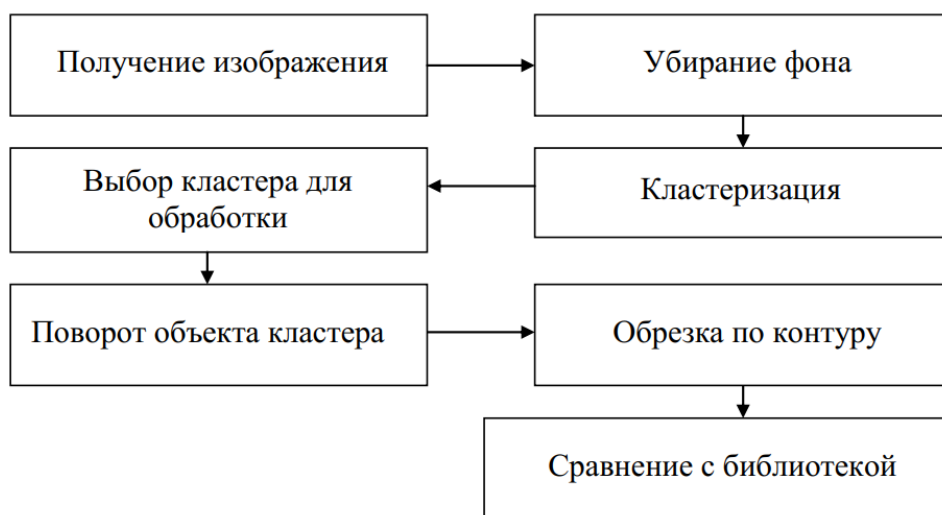 Получение изображения
Убирание фона
Кластеризация
Выбор кластера для
обработки
Поворот объекта кластера
Обрезка по контуру
Сравнение с библиотекой